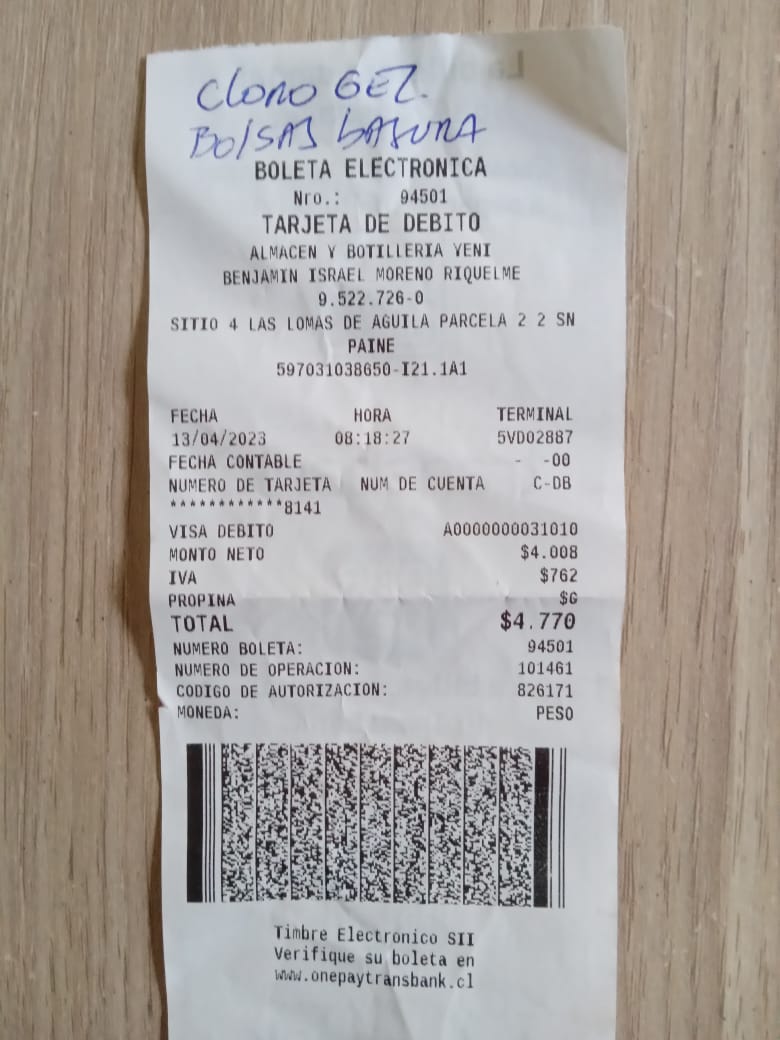 CLORO GEL.
BOLSAS BASURA
BOLETA ELECTRONICA
Nro.: 94501
TARJETA DE DEBITO
ALMACEN Y BOTILLERIA YENI
BENJAMIN ISRAEL MORENO RIQUELME
9.522.726-0
SITIO 4 LAS LOMAS DE AGUILA PARCELA 2 2 SN
PAINE
597031038650-I21.1A1
FECHA HORA TERMINAL
13/04/2023 08:18:27 5VD02887
FECHA CONTABLE - -00
NUMERO DE TARJETA NUM DE CUENTA C-DB
************8141
VISA DEBITO A0000000031010
MONTO NETO $4.008
IVA $762
PROPINA $0
TOTAL $4.770
NUMERO BOLETA: 94501
NUMERO DE OPERACION: 101461
CODIGO DE AUTORIZACION: 826171
MONEDA: PESO
Timbre Electronico SII
Verifique su boleta en
www.onepaytransbank.cl